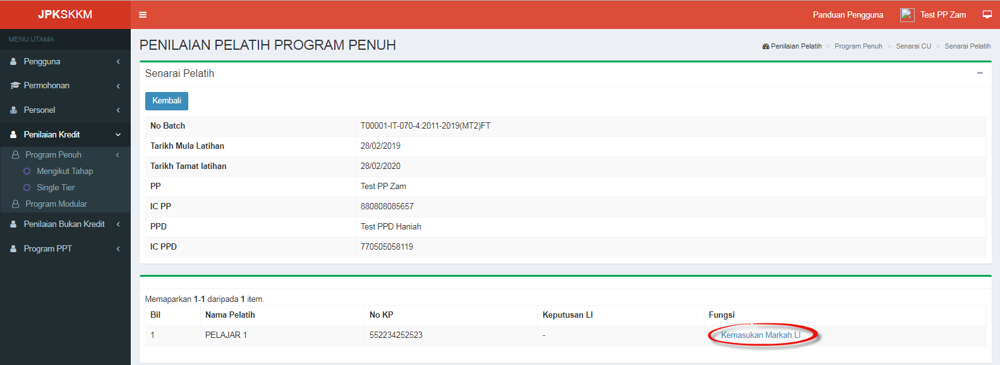 JPKSKKM
Panduan Pengguna Test PP Zam
MENU UTAMA
Pengguna
Permohonan
Personel
Penilaian Kredit
Program Penuh
Mengikut Tahap
Single Tier
Program Modular
Penilaian Bukan Kredit
Program PPT
PENILAIAN PELATIH PROGRAM PENUH
Penilaian Pelatih > Program Penuh > Senarai CU > Senarai Pelatih
Senarai Pelatih
Kembali
No Batch T00001-IT-070-4:2011-2019(MT2)FT
Tarikh Mula Latihan 28/02/2019
Tarikh Tamat latihan 28/02/2020
PP Test PP Zam
IC PP 880808085657
PPD Test PPD Haniah
IC PPD 770505058119
Memaparkan 1-1 daripada 1 item.
Bil Nama Pelatih No KP Keputusan LI Fungsi
1 PELAJAR 1 552234252523 - Kemasukan Markah LI